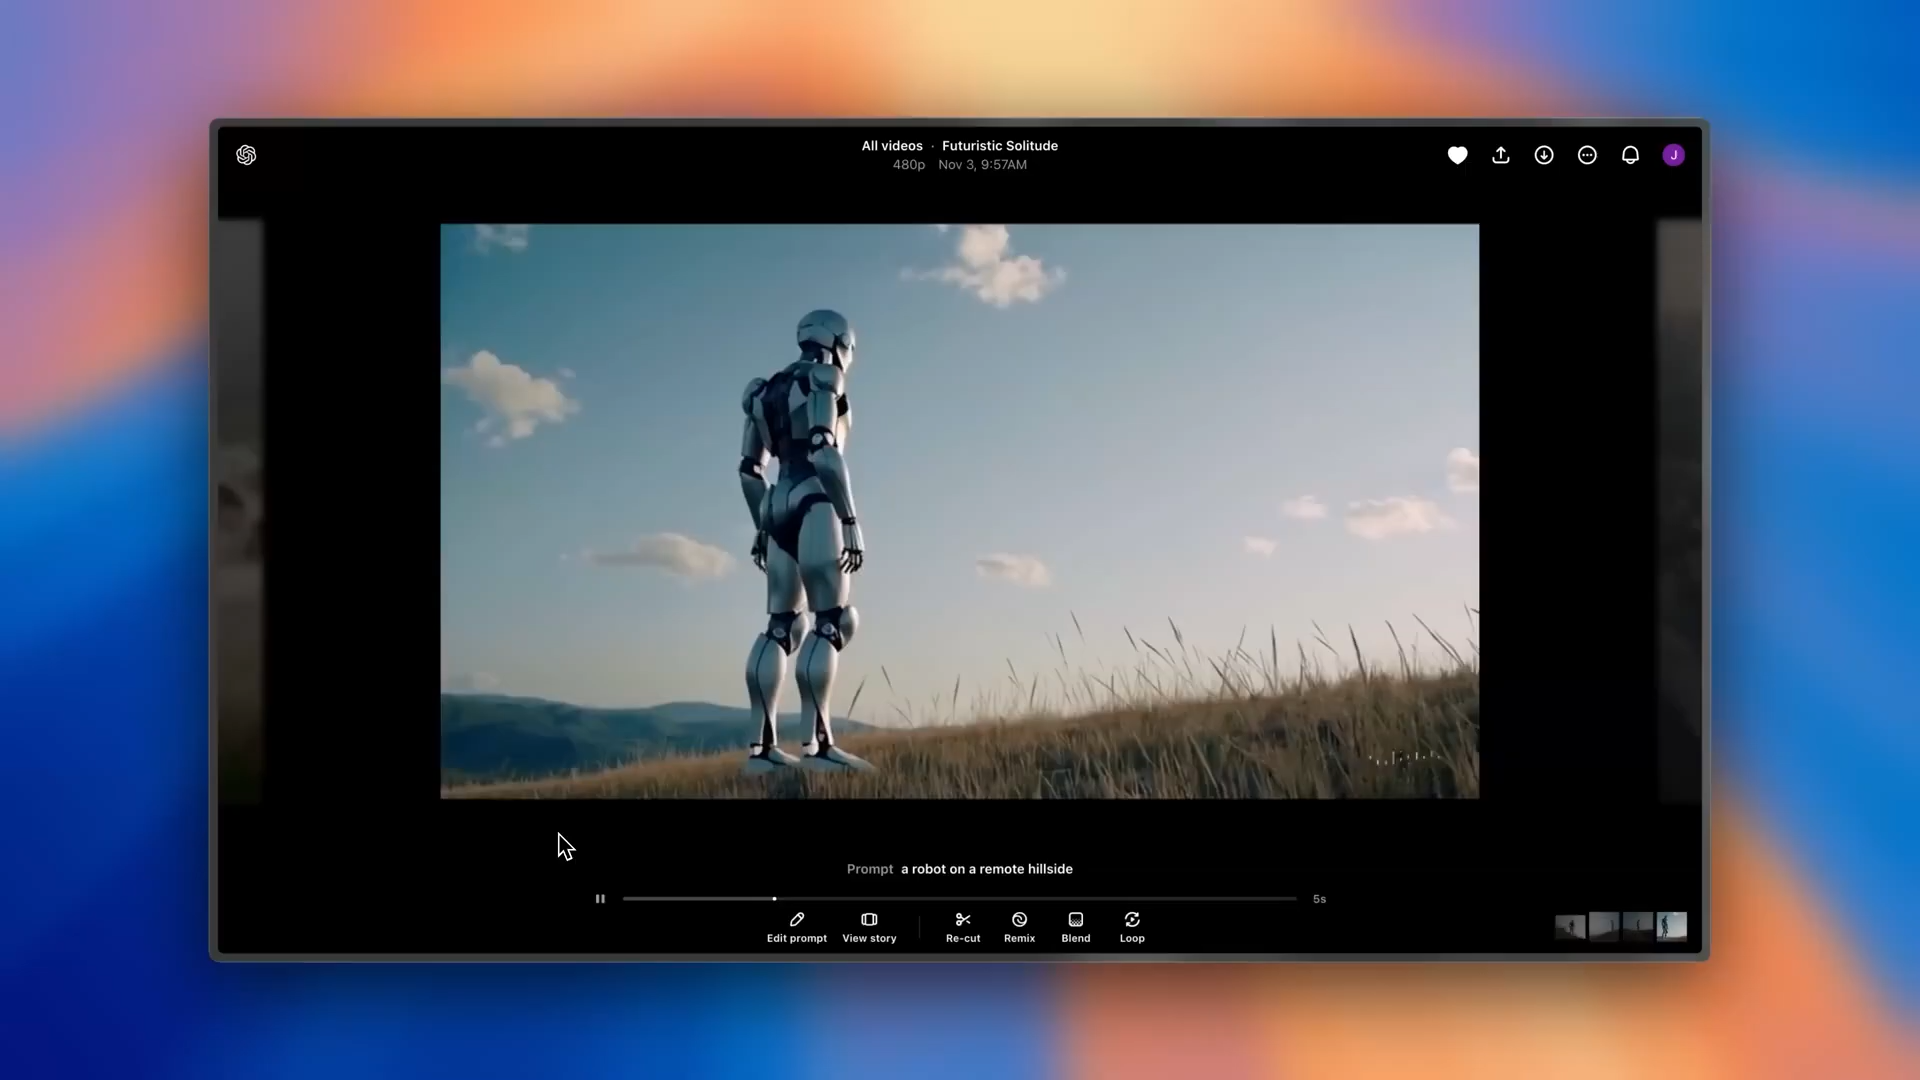 All videos · Futuristic Solitude
480p Nov 3, 9:57AM
J
Prompt a robot on a remote hillside
5s
Edit prompt View story Re-cut Remix Blend Loop